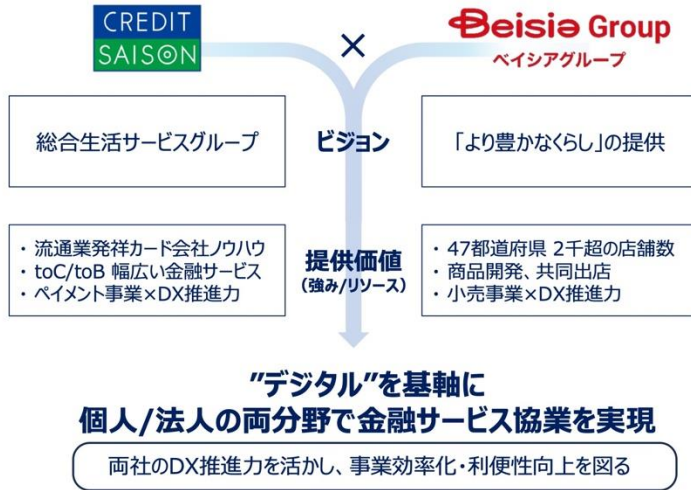 CREDIT
SAISON
×
Beisia Group
ベイシアグループ
総合生活サービスグループ
ビジョン
「より豊かなくらし」の提供
・ 流通業発祥カード会社ノウハウ
・ toC/toB 幅広い金融サービス
・ ペイメント事業×DX推進力
提供価値
(強み/リソース)
・ 47都道府県 2千超の店舗数
・ 商品開発、共同出店
・ 小売事業×DX推進力
”デジタル”を基軸に
個人/法人の両分野で金融サービス協業を実現
両社のDX推進力を活かし、事業効率化・利便性向上を図る